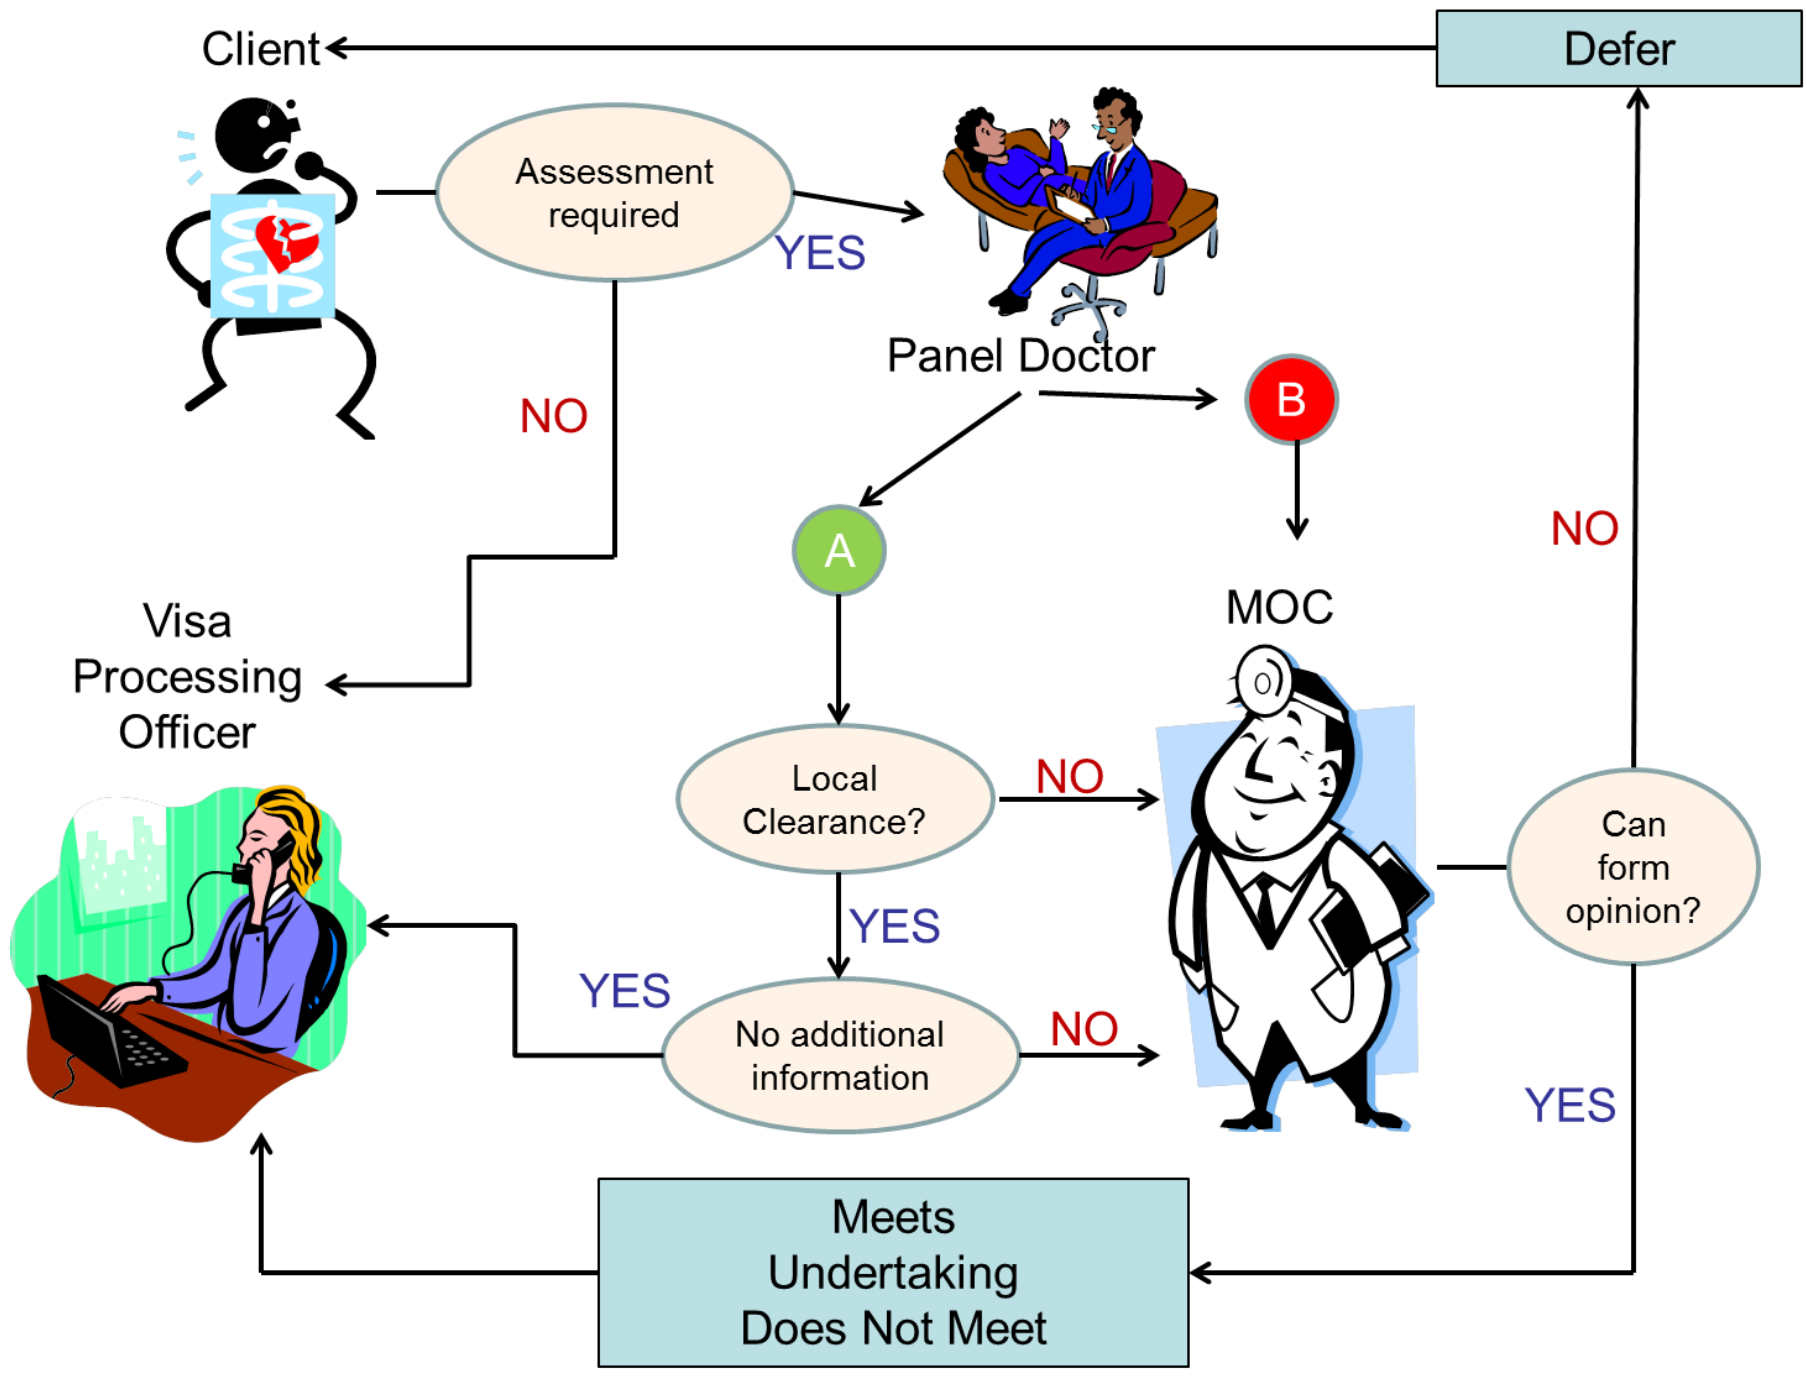 Client
Defer
Assessment
required
YES
Panel Doctor
B
NO
A
NO
Visa
Processing
Officer
MOC
Local
Clearance?
NO
Can
form
opinion?
YES
YES
No additional
information
NO
YES
Meets
Undertaking
Does Not Meet